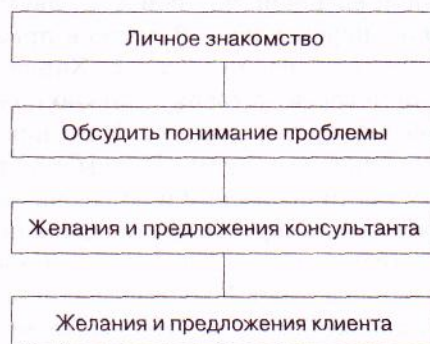 Личное знакомство
Обсудить понимание проблемы
Желания и предложения консультанта
Желания и предложения клиента